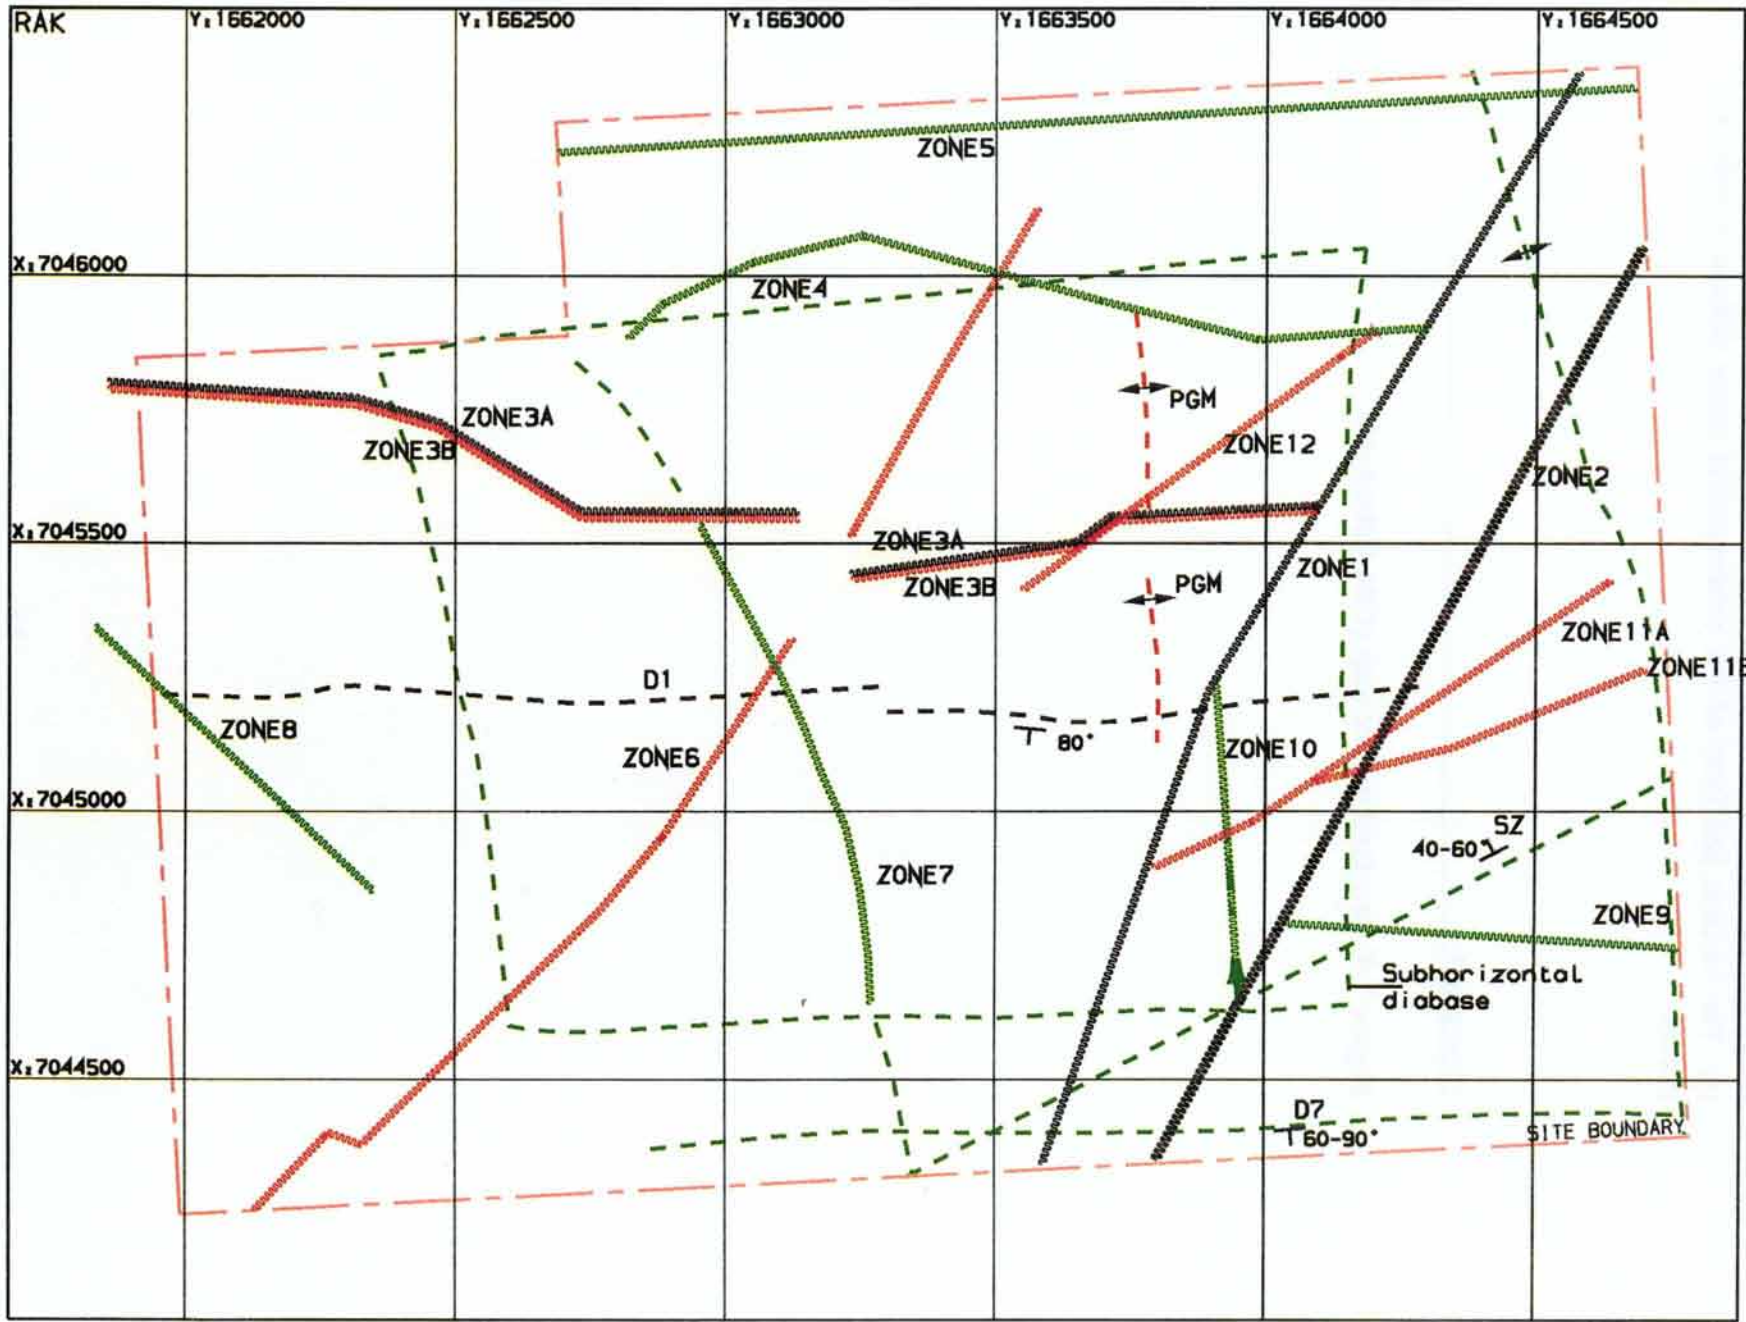 RAK
Y:1662000
Y:1662500
Y:1663000
Y:1663500
Y:1664000
Y:1664500
ZONE5
X:7046000
ZONE4
PGM
ZONE3A
ZONE3B
ZONE12
ZONE2
X:7045500
ZONE3A
ZONE3B
ZONE1
PGM
ZONE11A
ZONE11B
D1
ZONE8
80°
ZONE10
ZONE6
X:7045000
SZ
40-60°
ZONE7
ZONE9
Subhorizontal
diabase
X:7044500
D7
60-90°
SITE BOUNDARY